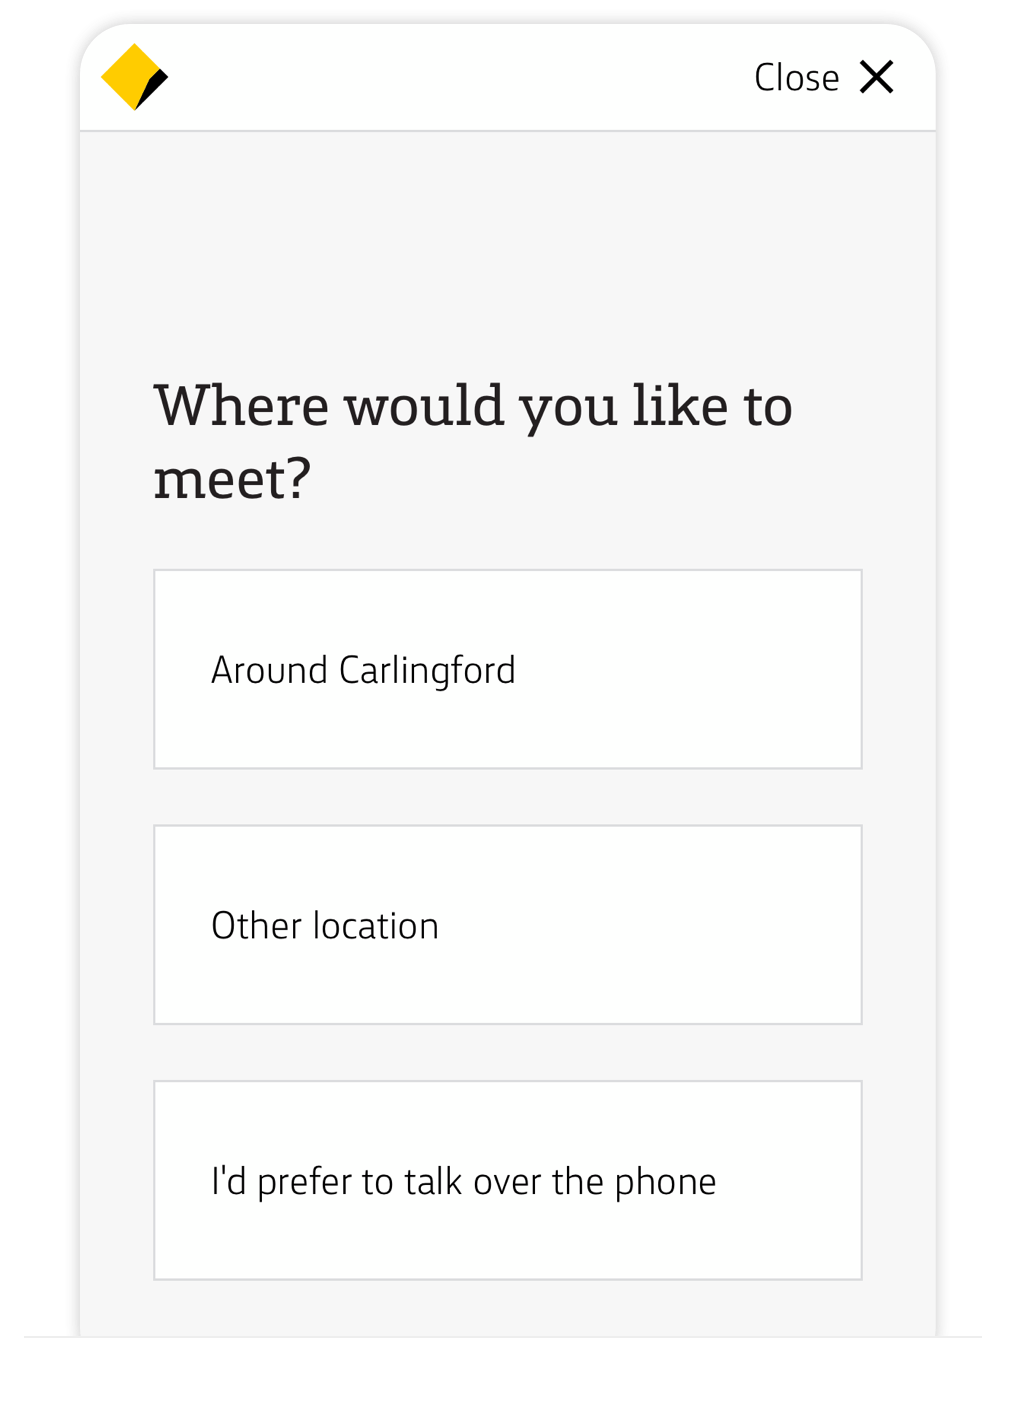 Close
Where would you like to
meet?
Around Carlingford
Other location
I'd prefer to talk over the phone